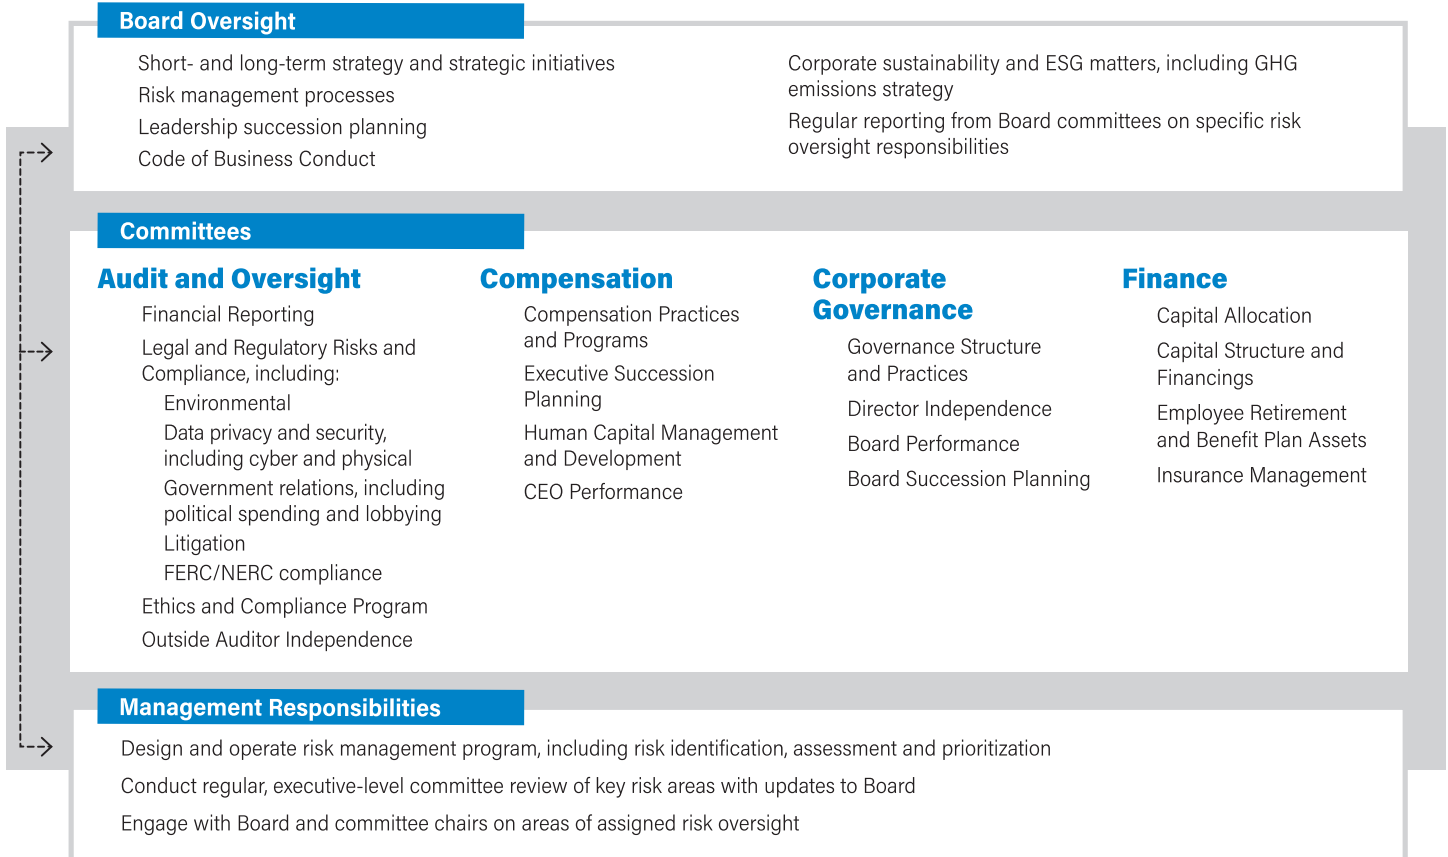 Board Oversight
Short- and long-term strategy and strategic initiatives
Risk management processes
Leadership succession planning
Code of Business Conduct
Corporate sustainability and ESG matters, including GHG
emissions strategy
Regular reporting from Board committees on specific risk
oversight responsibilities
Committees
Audit and Oversight
Financial Reporting
Legal and Regulatory Risks and
Compliance, including:
Environmental
Data privacy and security,
including cyber and physical
Government relations, including
political spending and lobbying
Litigation
FERC/NERC compliance
Ethics and Compliance Program
Outside Auditor Independence
Compensation
Compensation Practices
and Programs
Executive Succession
Planning
Human Capital Management
and Development
CEO Performance
Corporate
Governance
Governance Structure
and Practices
Director Independence
Board Performance
Board Succession Planning
Finance
Capital Allocation
Capital Structure and
Financings
Employee Retirement
and Benefit Plan Assets
Insurance Management
Management Responsibilities
Design and operate risk management program, including risk identification, assessment and prioritization
Conduct regular, executive-level committee review of key risk areas with updates to Board
Engage with Board and committee chairs on areas of assigned risk oversight